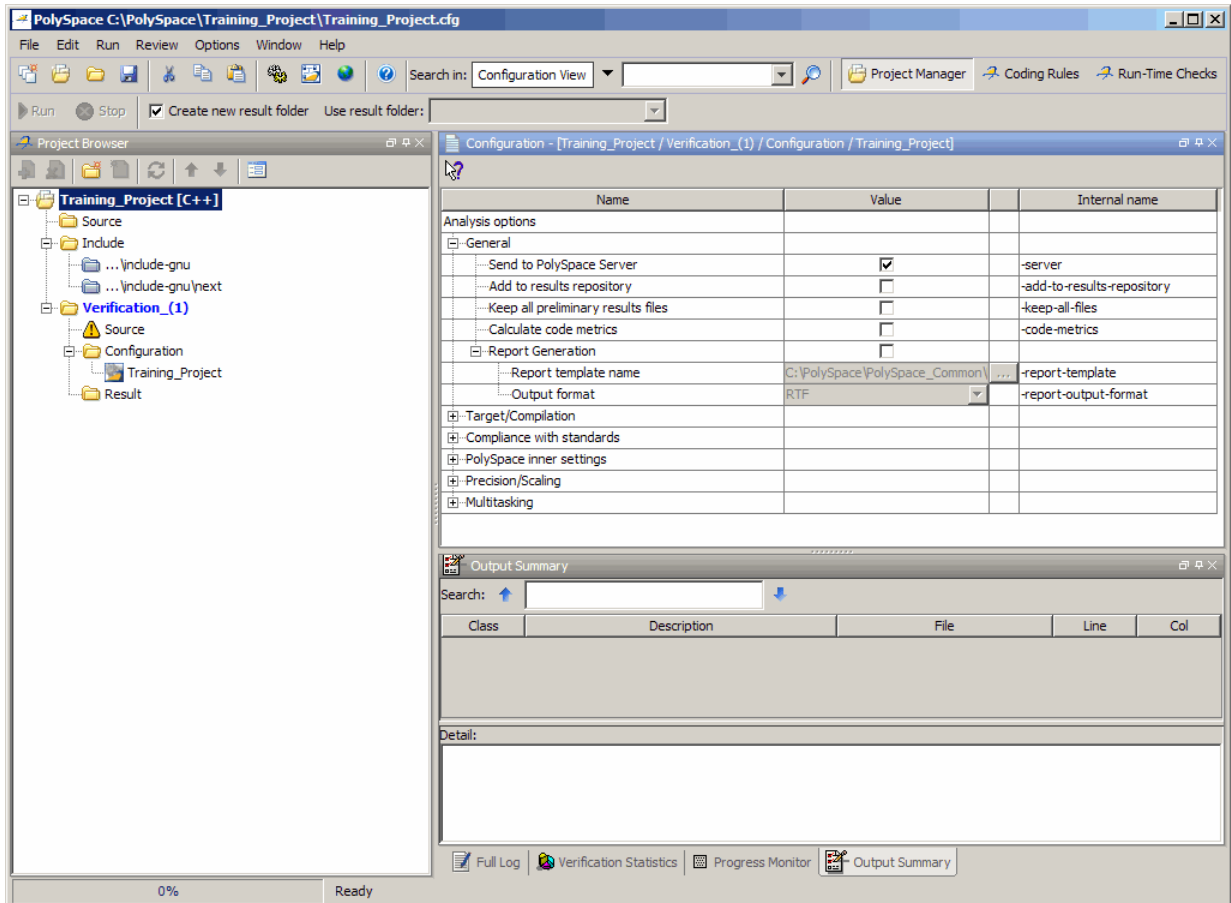 PolySpace C:\PolySpace\Training_Project\Training_Project.cfg
File Edit Run Review Options Window Help
Search in: Configuration View Project Manager Coding Rules Run-Time Checks
Run Stop Create new result folder Use result folder:
Project Browser
Training_Project [C++]
Source
Include
...\include-gnu
...\include-gnu\next
Verification_(1)
Source
Configuration
Training_Project
Result
Configuration - [Training_Project / Verification_(1) / Configuration / Training_Project]
Name Value Internal name
Analysis options
General
Send to PolySpace Server -server
Add to results repository -add-to-results-repository
Keep all preliminary results files -keep-all-files
Calculate code metrics -code-metrics
Report Generation
Report template name C:\PolySpace\PolySpace_Common\ ... -report-template
Output format RTF -report-output-format
Target/Compilation
Compliance with standards
PolySpace inner settings
Precision/Scaling
Multitasking
Output Summary
Search:
Class Description File Line Col
Detail:
Full Log Verification Statistics Progress Monitor Output Summary
0% Ready